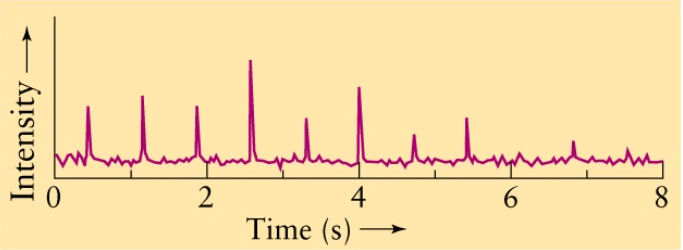 Intensity →
0 2 4 6 8
Time (s) →